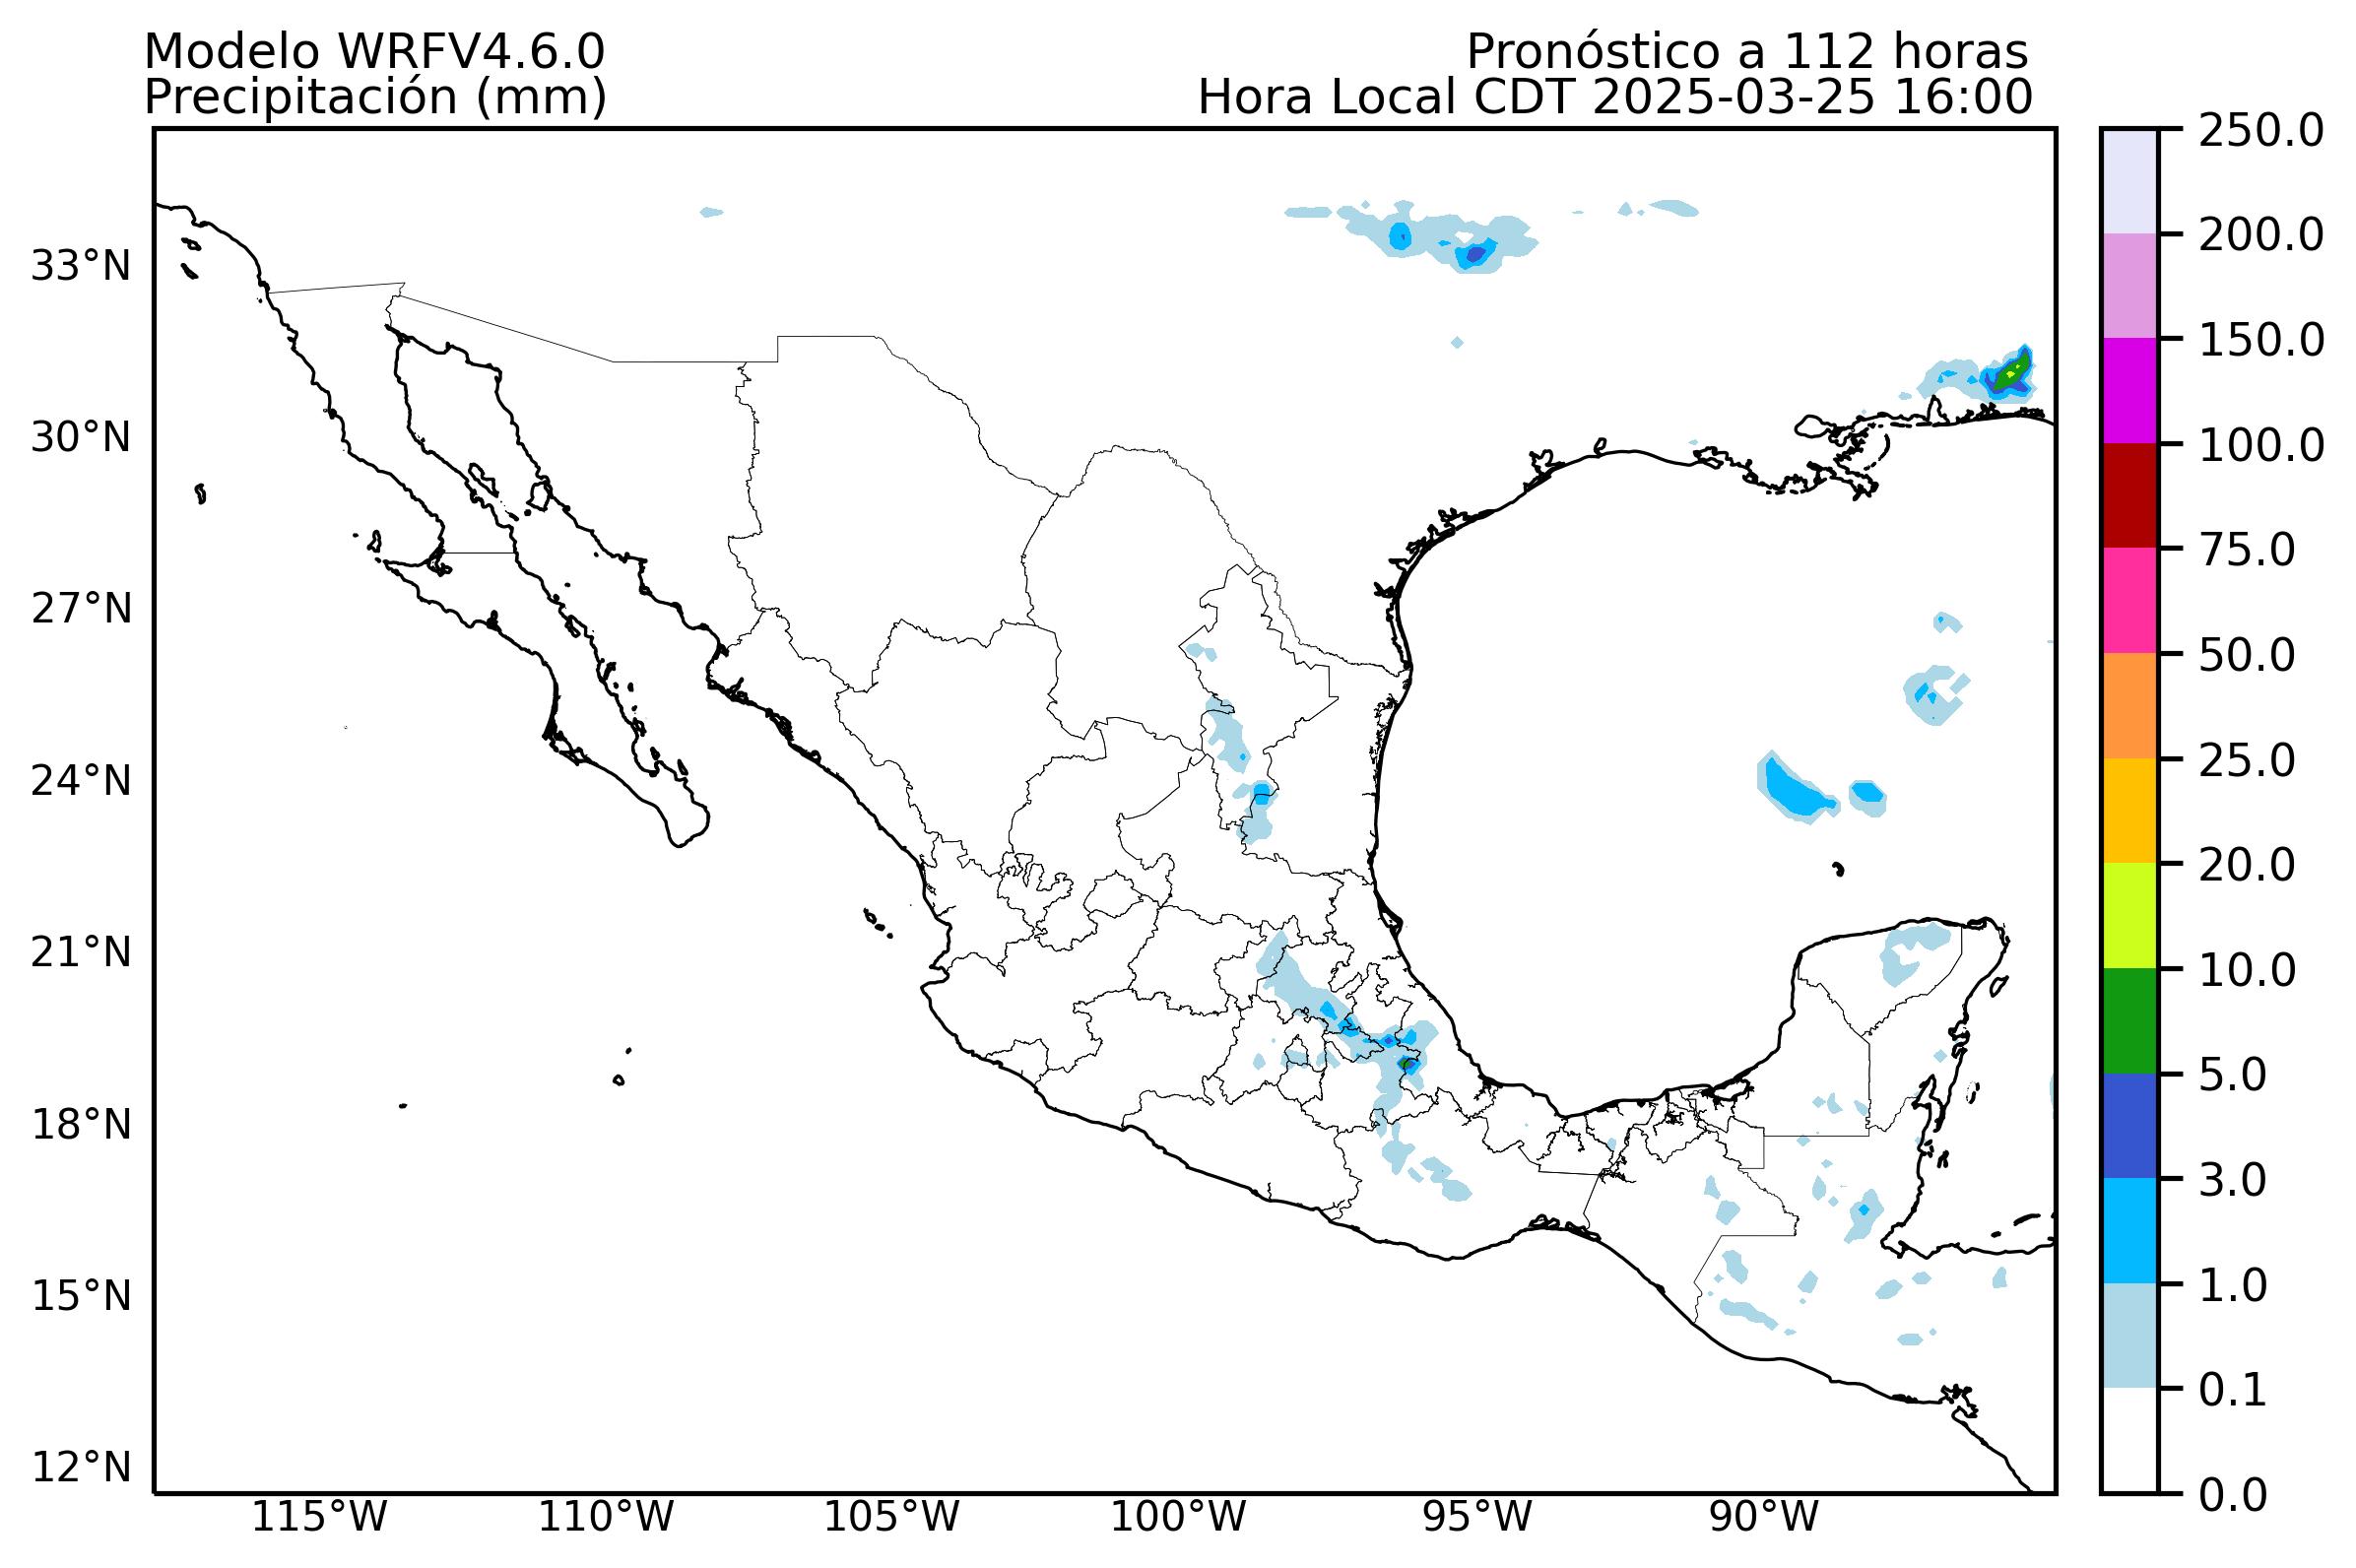 Modelo WRFV4.6.0
Precipitación (mm)
Pronóstico a 112 horas
Hora Local CDT 2025-03-25 16:00
33°N
30°N
27°N
24°N
21°N
18°N
15°N
12°N
115°W
110°W
105°W
100°W
95°W
90°W
250.0
200.0
150.0
100.0
75.0
50.0
25.0
20.0
10.0
5.0
3.0
1.0
0.1
0.0